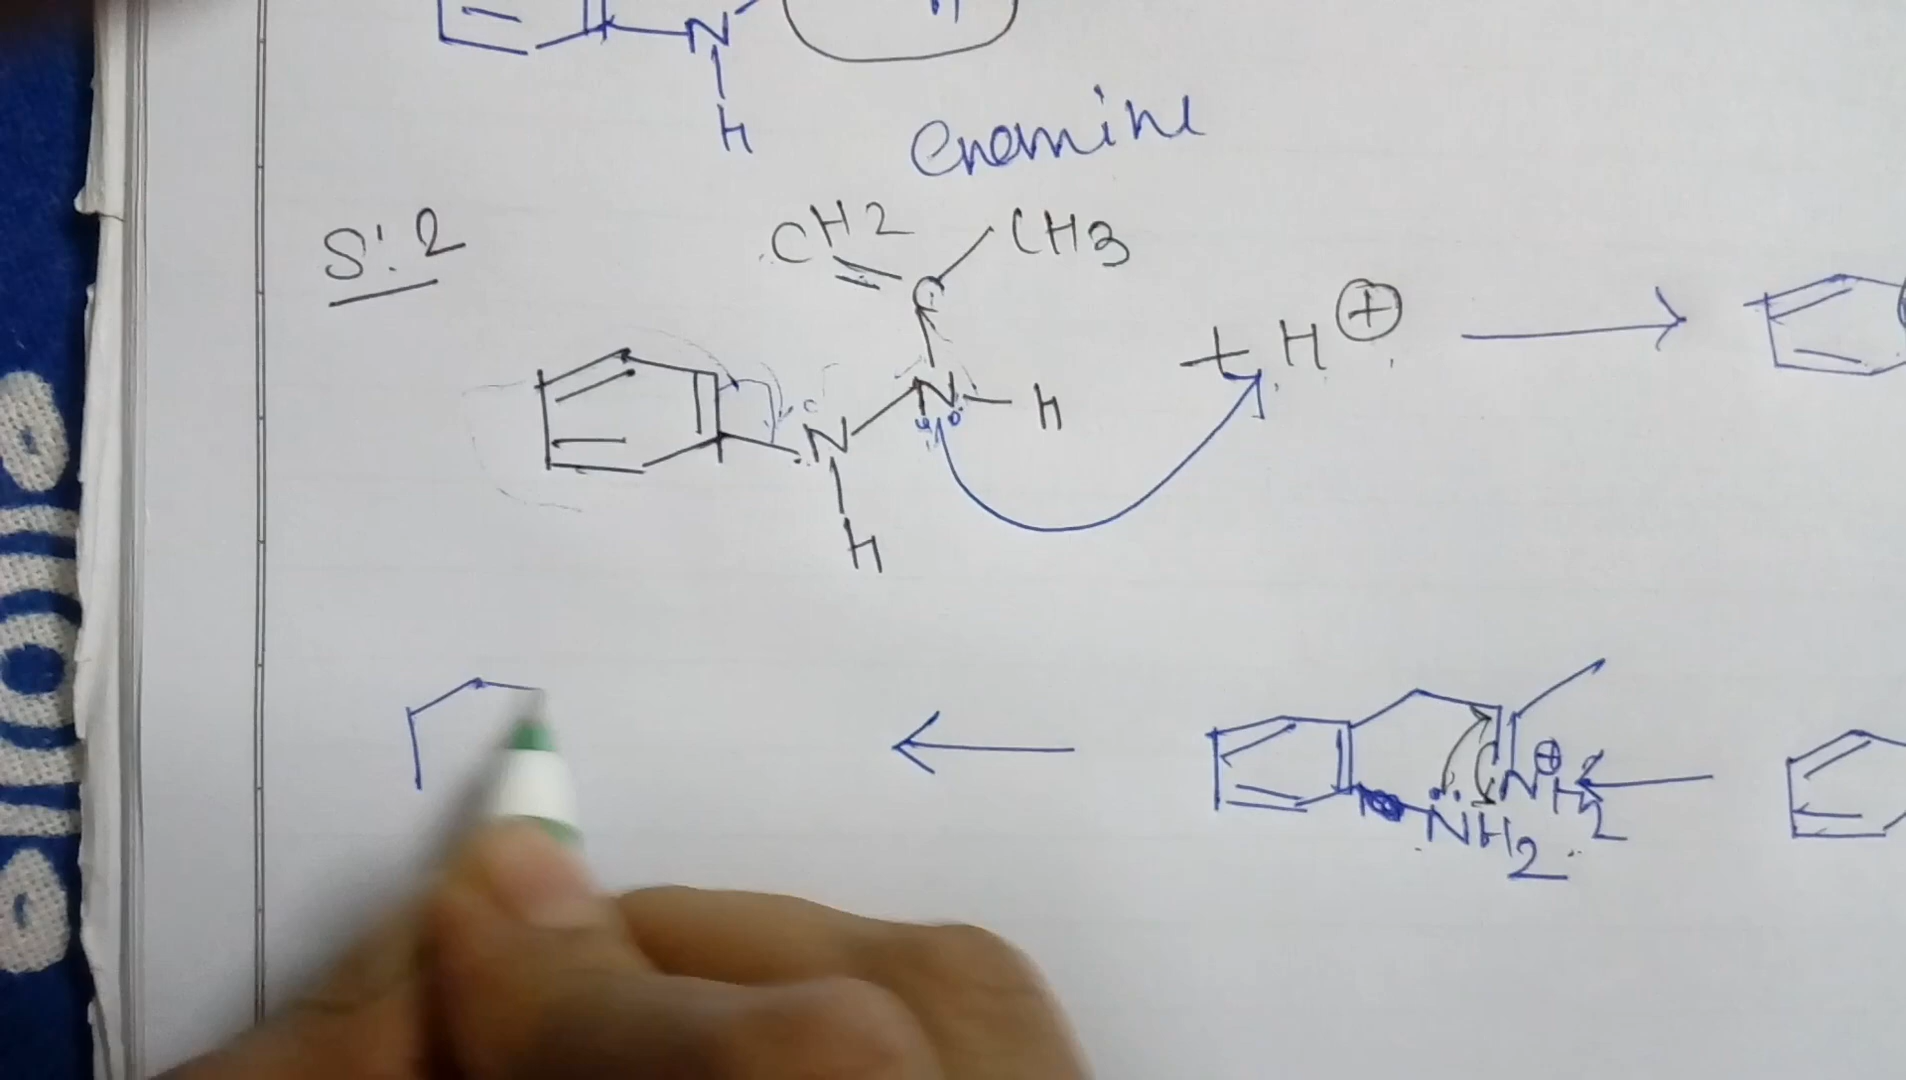 N
H
enamine
S:2
CH2
CH3
C
+ H⊕
N
N-H
H
⊕
NH2
NH2